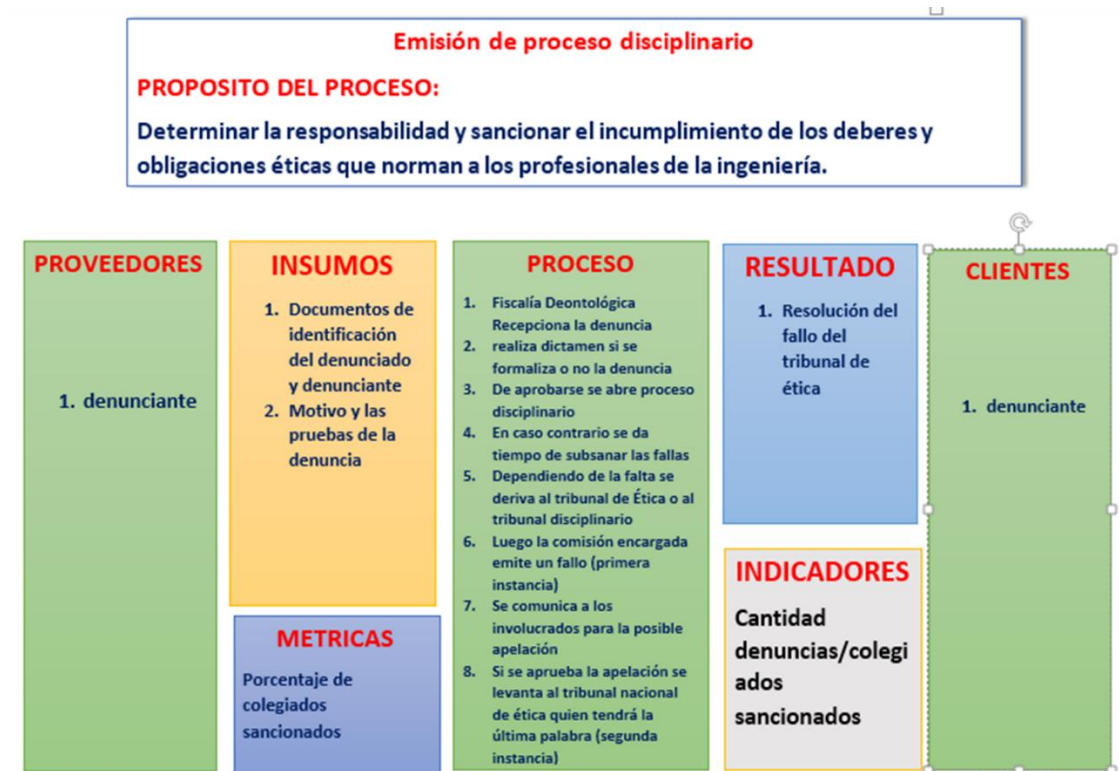 Emisión de proceso disciplinario
PROPOSITO DEL PROCESO:
Determinar la responsabilidad y sancionar el incumplimiento de los deberes y
obligaciones éticas que norman a los profesionales de la ingeniería.
PROVEEDORES
1. denunciante
INSUMOS
1. Documentos de
identificación
del denunciado
y denunciante
2. Motivo y las
pruebas de la
denuncia
METRICAS
Porcentaje de
colegiados
sancionados
PROCESO
1. Fiscalía Deontológica
Recepciona la denuncia
2. realiza dictamen si se
formaliza o no la denuncia
3. De aprobarse se abre proceso
disciplinario
4. En caso contrario se da
tiempo de subsanar las fallas
5. Dependiendo de la falta se
deriva al tribunal de Ética o al
tribunal disciplinario
6. Luego la comisión encargada
emite un fallo (primera
instancia)
7. Se comunica a los
involucrados para la posible
apelación
8. Si se aprueba la apelación se
levanta al tribunal nacional
de ética quien tendrá la
última palabra (segunda
instancia)
RESULTADO
1. Resolución del
fallo del
tribunal de
ética
INDICADORES
Cantidad
denuncias/colegi
ados
sancionados
CLIENTES
1. denunciante